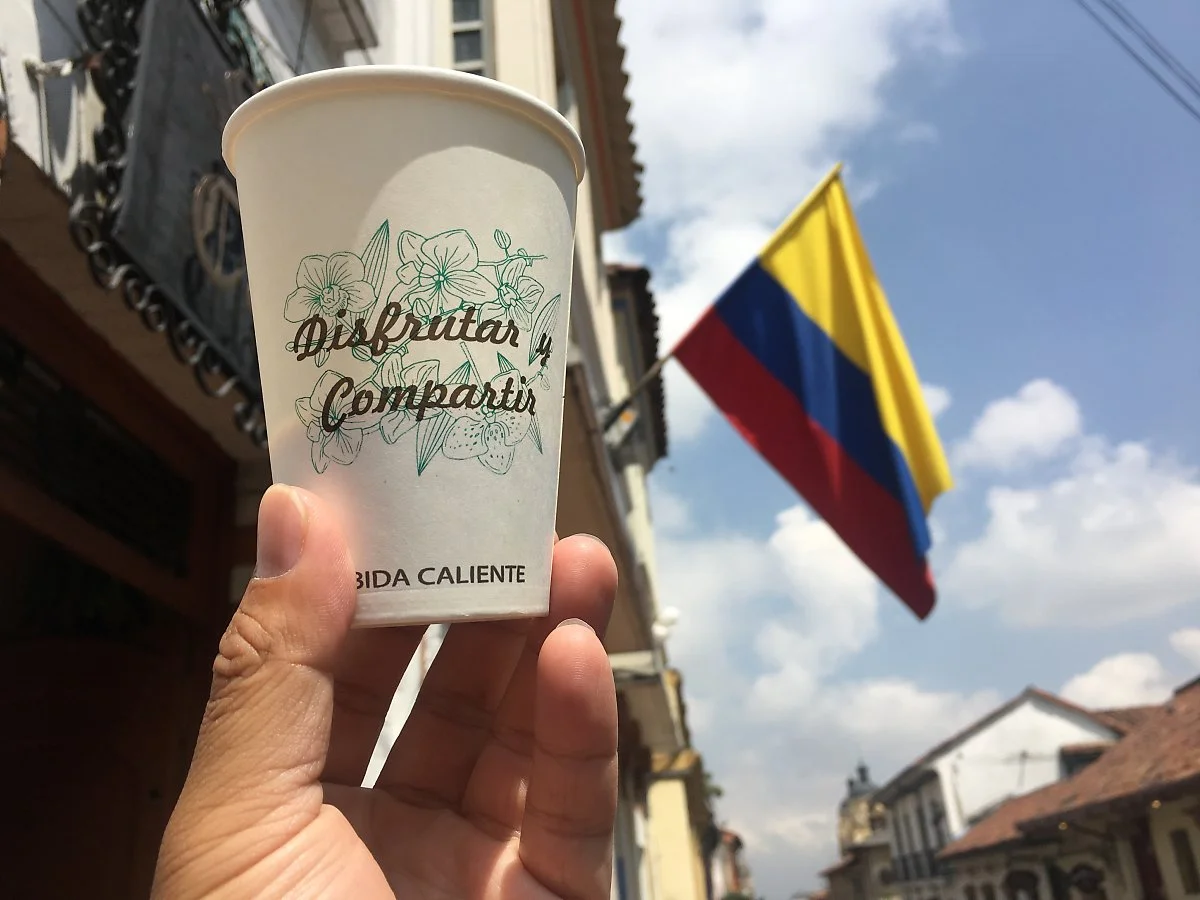 Disfrutar y
Compartir
BIDA CALIENTE